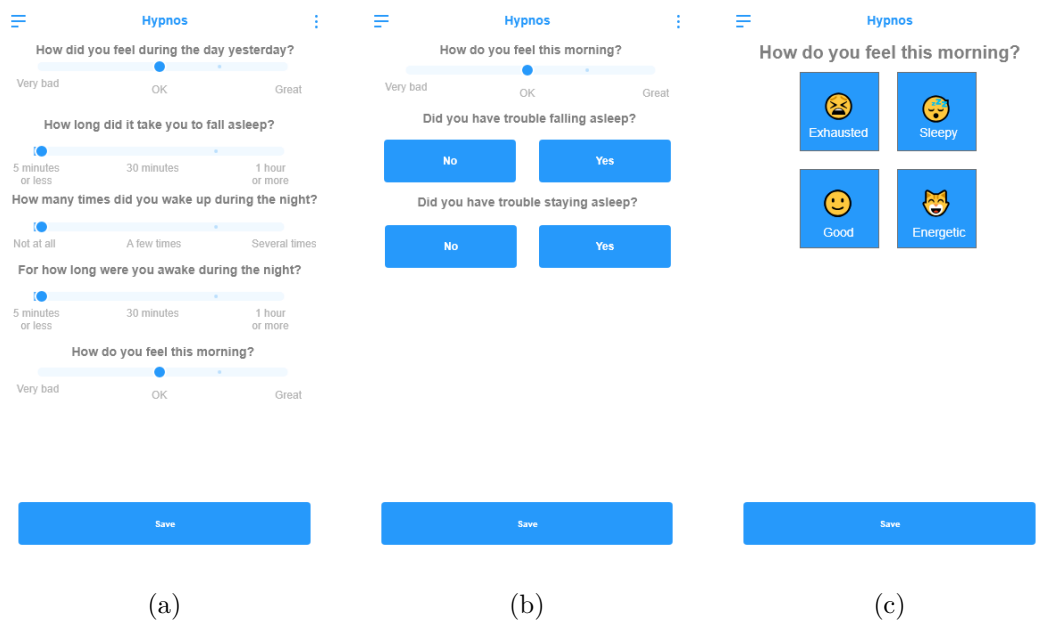 Hypnos
How did you feel during the day yesterday?
Very bad
OK
Great
How long did it take you to fall asleep?
5 minutes
or less
30 minutes
1 hour
or more
How many times did you wake up during the night?
Not at all
A few times
Several times
For how long were you awake during the night?
5 minutes
or less
30 minutes
1 hour
or more
How do you feel this morning?
Very bad
OK
Great
Save
(a)
Hypnos
How do you feel this morning?
Very bad
OK
Great
Did you have trouble falling asleep?
No
Yes
Did you have trouble staying asleep?
No
Yes
Save
(b)
Hypnos
How do you feel this morning?
Exhausted
Sleepy
Good
Energetic
Save
(c)